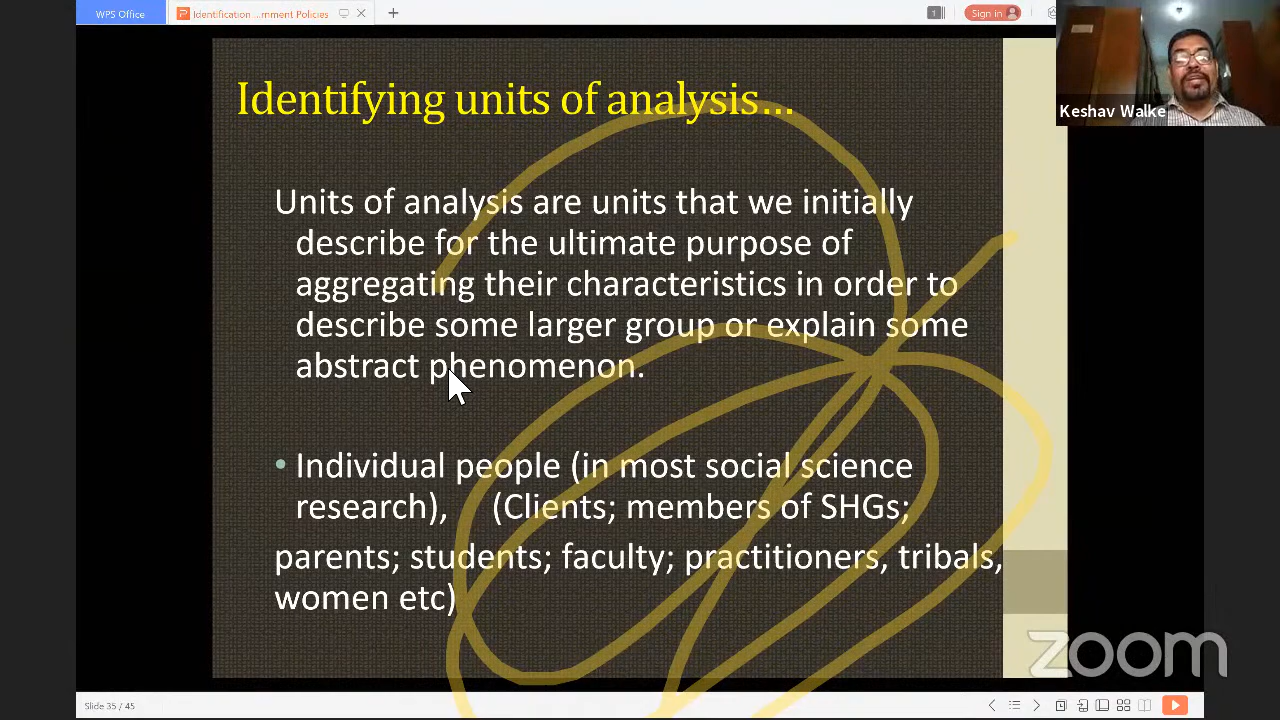 WPS Office
Identification ...rnment Policies
1
Sign in
Keshav Walke
Identifying units of analysis...
Units of analysis are units that we initially
describe for the ultimate purpose of
aggregating their characteristics in order to
describe some larger group or explain some
abstract phenomenon.
• Individual people (in most social science
research), (Clients; members of SHGs;
parents; students; faculty; practitioners, tribals,
women etc)
zoom
Slide 35 / 45